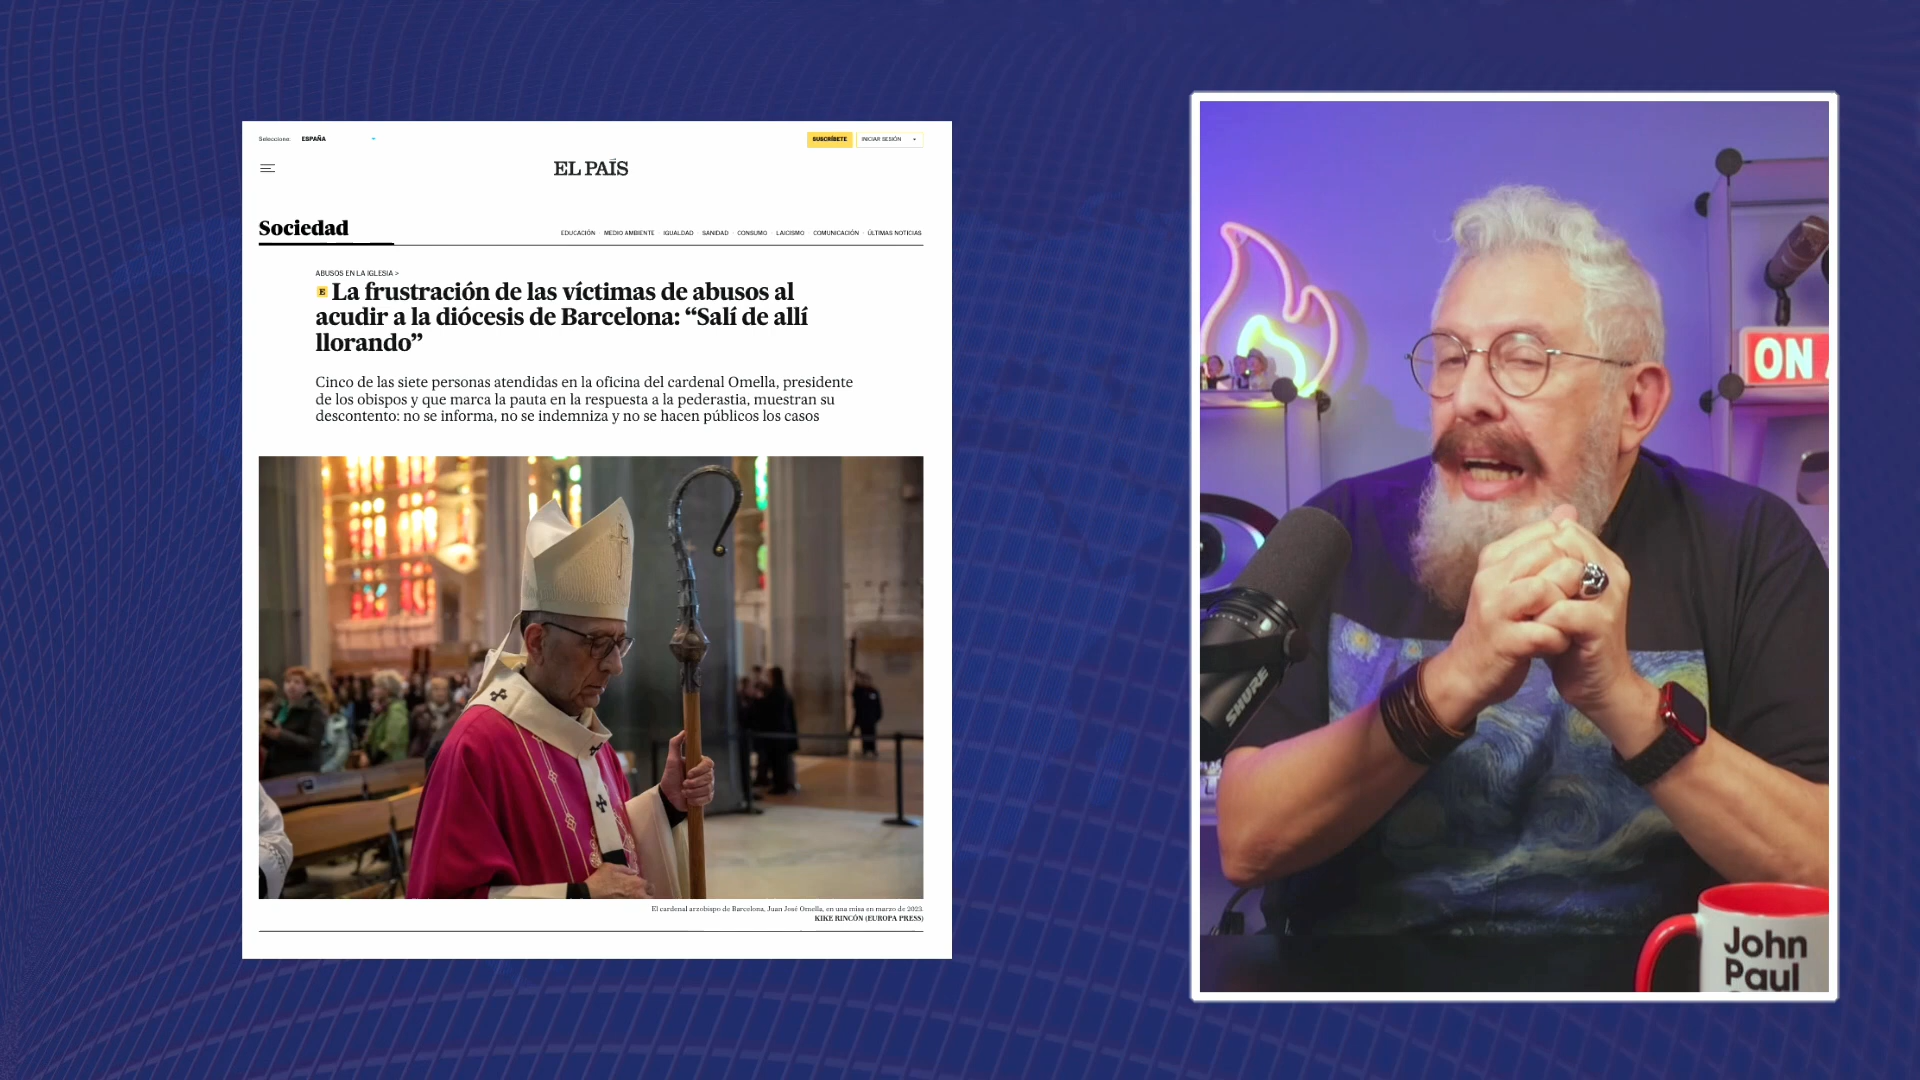 Seleccione: ESPAÑA
SUSCRÍBETE INICIAR SESIÓN
EL PAÍS
Sociedad
EDUCACIÓN · MEDIO AMBIENTE · IGUALDAD · SANIDAD · CONSUMO · LAICISMO · COMUNICACIÓN · ÚLTIMAS NOTICIAS
ABUSOS EN LA IGLESIA >
E La frustración de las víctimas de abusos al
acudir a la diócesis de Barcelona: “Salí de allí
llorando”
Cinco de las siete personas atendidas en la oficina del cardenal Omella, presidente
de los obispos y que marca la pauta en la respuesta a la pederastia, muestran su
descontento: no se informa, no se indemniza y no se hacen públicos los casos
El cardenal arzobispo de Barcelona, Juan José Omella, en una misa en marzo de 2023.
KIKE RINCÓN (EUROPA PRESS)
ON
SHURE
John
Paul